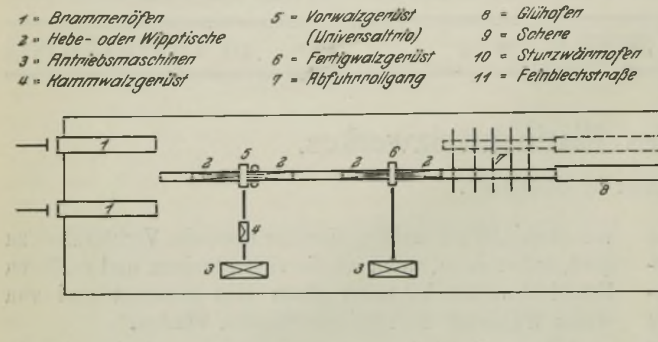 1 = Brammenöfen
2 = Hebe- oder Wipptische
3 = Antriebsmaschinen
4 = Kammwalzgerüst
5 = Vorwalzgerüst
(Universaltrio)
6 = Fertigwalzgerüst
7 = Abfuhrrollgang
8 = Glühofen
9 = Schere
10 = Sturzwärmofen
11 = Feinblechstraße
1
2 5 2 2 6 2 7
1 8
4
3 3